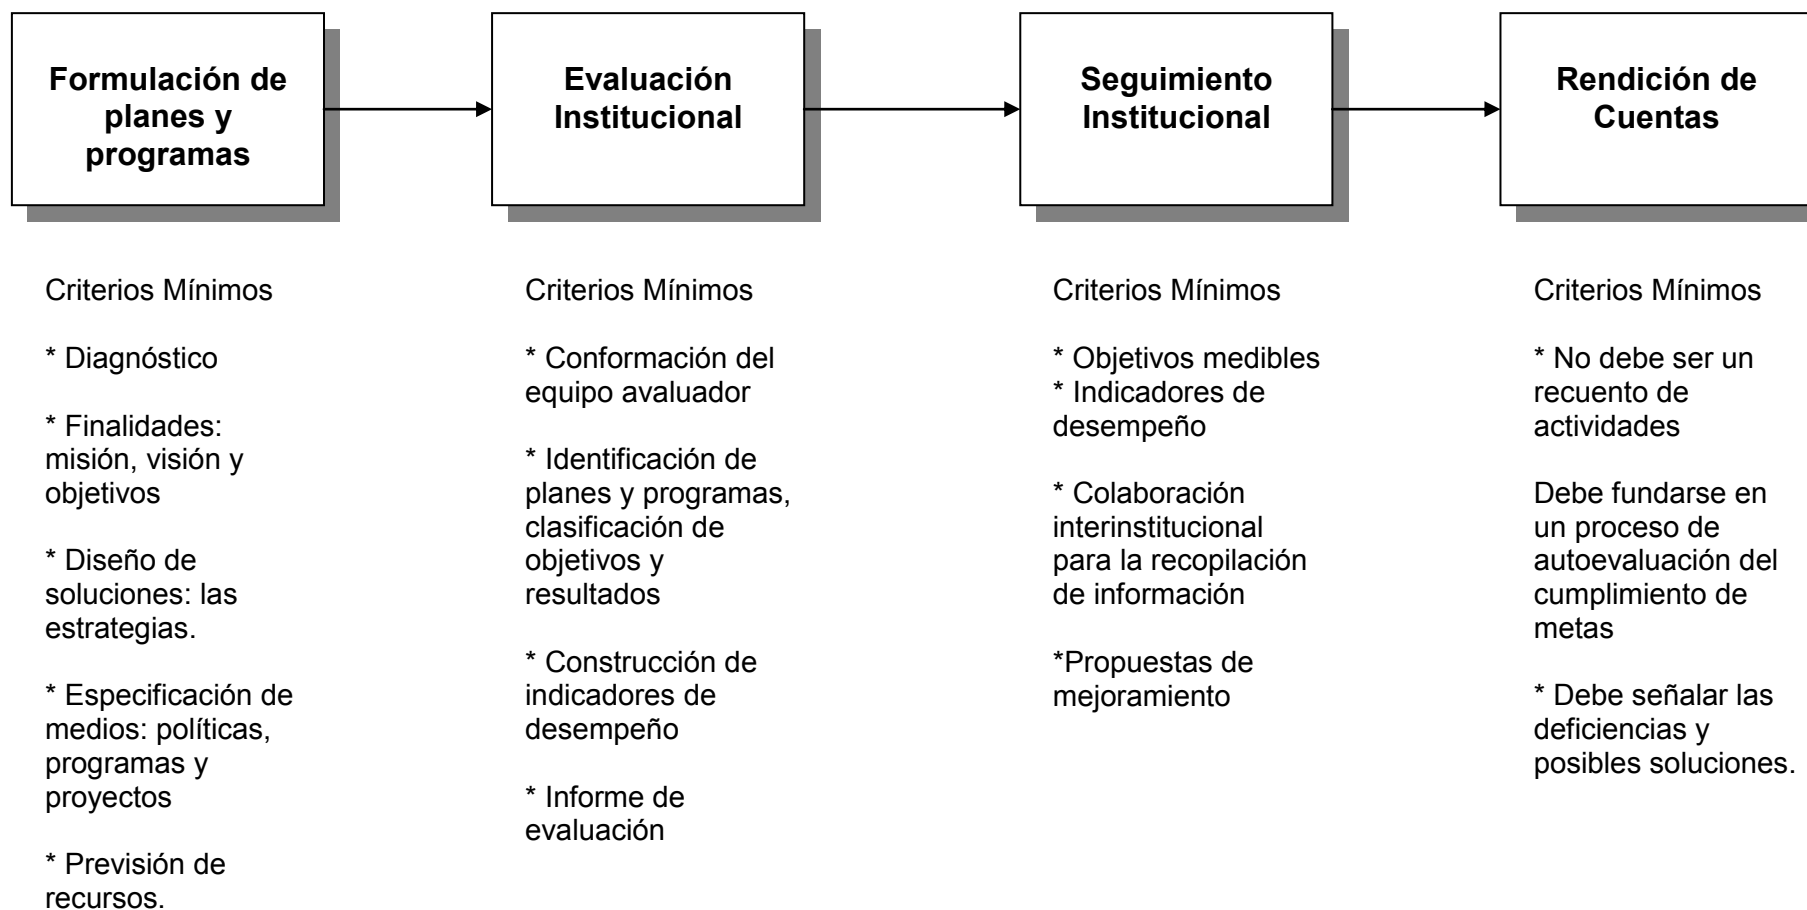 Formulación de
planes y
programas
Evaluación
Institucional
Seguimiento
Institucional
Rendición de
Cuentas
Criterios Mínimos
* Diagnóstico
* Finalidades:
misión, visión y
objetivos
* Diseño de
soluciones: las
estrategias.
* Especificación de
medios: políticas,
programas y
proyectos
* Previsión de
recursos.
Criterios Mínimos
* Conformación del
equipo avaluador
* Identificación de
planes y programas,
clasificación de
objetivos y
resultados
* Construcción de
indicadores de
desempeño
* Informe de
evaluación
Criterios Mínimos
* Objetivos medibles
* Indicadores de
desempeño
* Colaboración
interinstitucional
para la recopilación
de información
*Propuestas de
mejoramiento
Criterios Mínimos
* No debe ser un
recuento de
actividades
Debe fundarse en
un proceso de
autoevaluación del
cumplimiento de
metas
* Debe señalar las
deficiencias y
posibles soluciones.